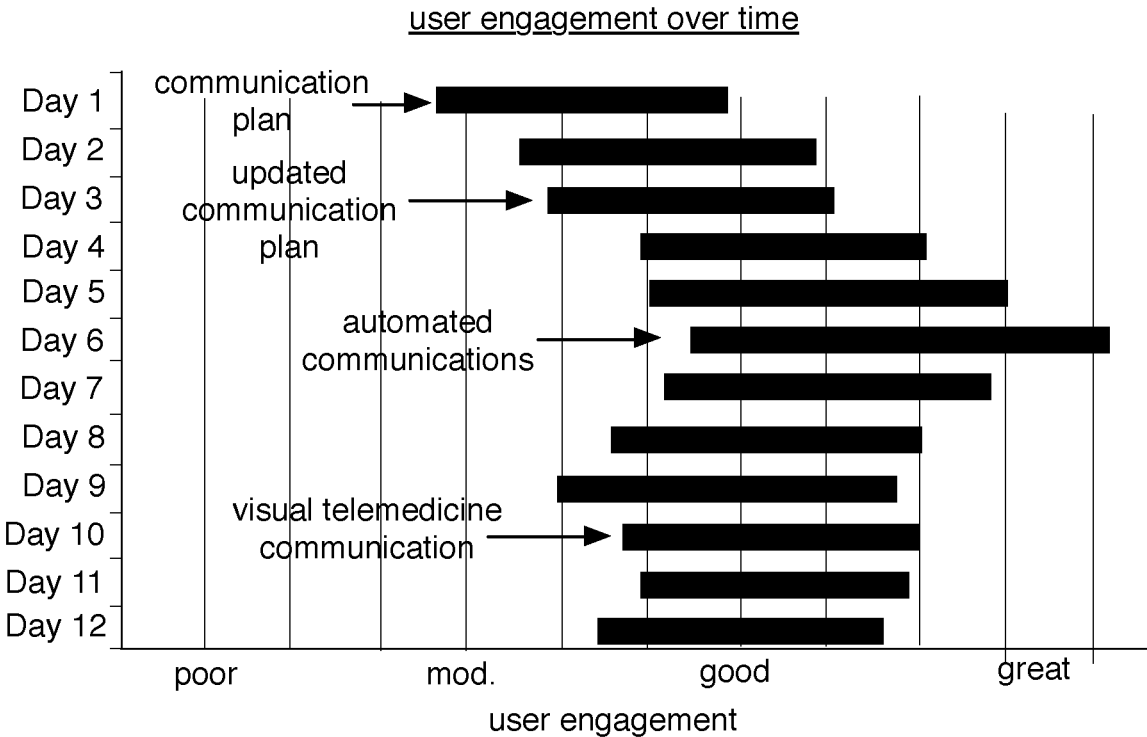 user engagement over time
communication
plan
Day 1
Day 2
updated
communication
plan
Day 3
Day 4
Day 5
automated
communications
Day 6
Day 7
Day 8
Day 9
visual telemedicine
communication
Day 10
Day 11
Day 12
poor
mod.
good
great
user engagement